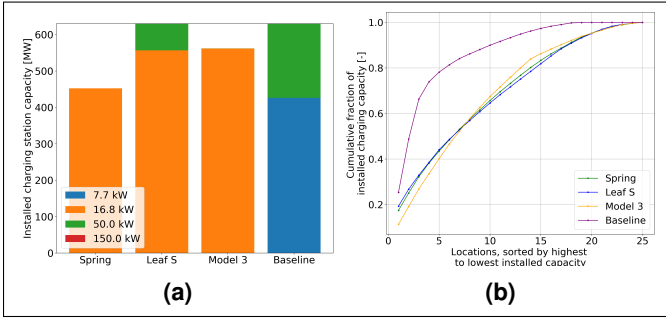 Installed charging station capacity [MW]
600
500
400
300
200
100
0
7.7 kW
16.8 kW
50.0 kW
150.0 kW
Spring
Leaf S
Model 3
Baseline
(a)
Cumulative fraction of
installed charging capacity [-]
1.0
0.8
0.6
0.4
0.2
Spring
Leaf S
Model 3
Baseline
0
5
10
15
20
25
Locations, sorted by highest
to lowest installed capacity
(b)